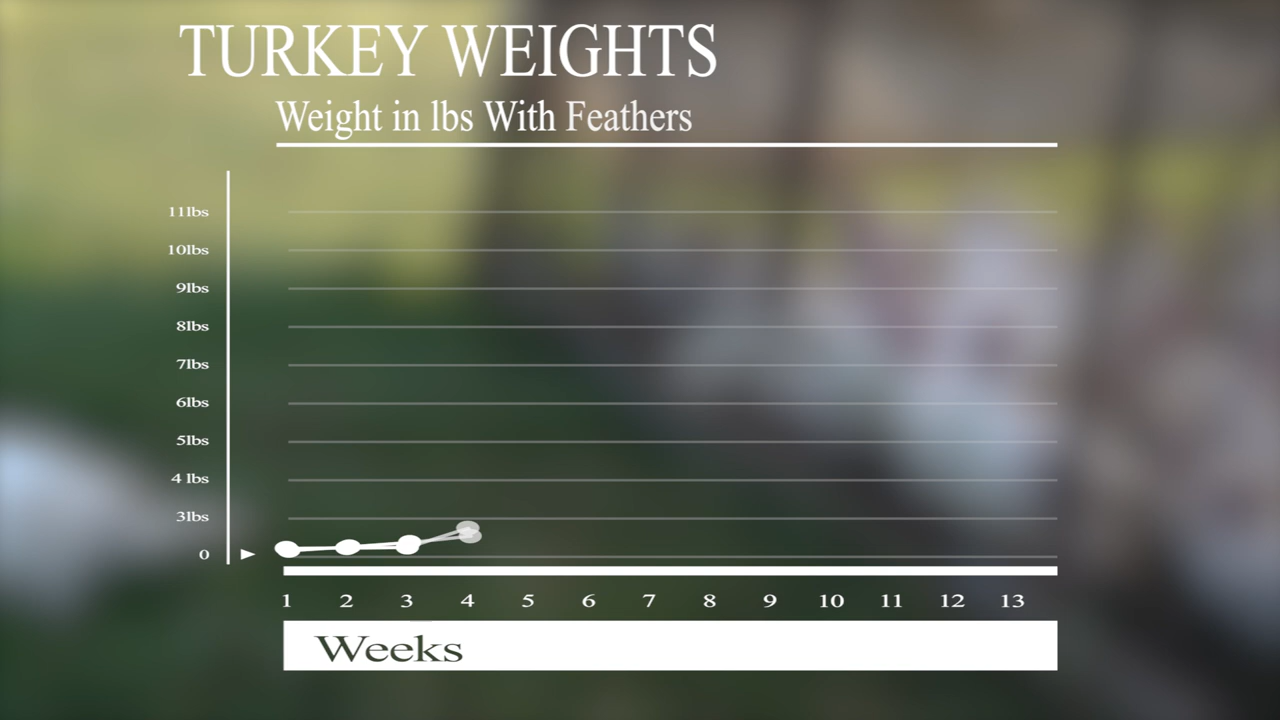 TURKEY WEIGHTS
Weight in lbs With Feathers
11lbs
10lbs
9lbs
8lbs
7lbs
6lbs
5lbs
4 lbs
3lbs
0
1 2 3 4 5 6 7 8 9 10 11 12 13
Weeks